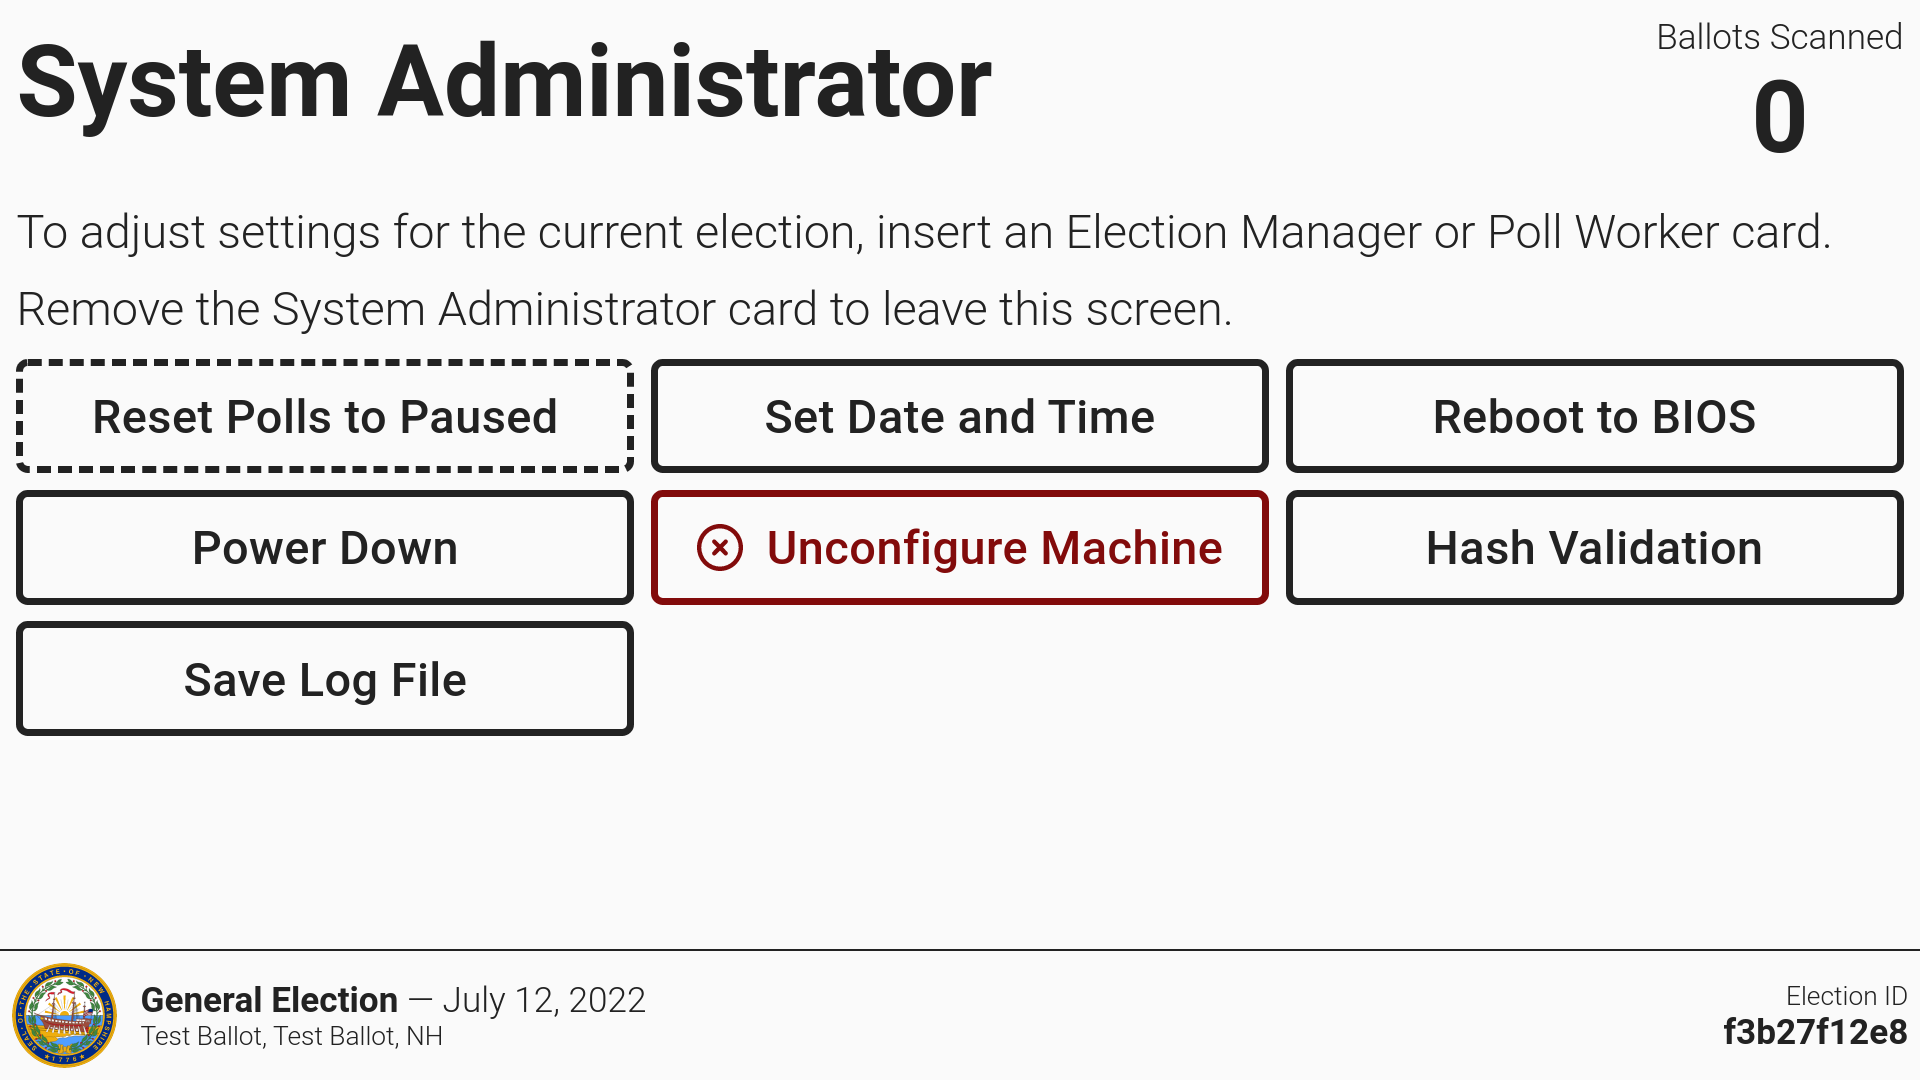 System Administrator
Ballots Scanned
0
To adjust settings for the current election, insert an Election Manager or Poll Worker card.
Remove the System Administrator card to leave this screen.
Reset Polls to Paused
Set Date and Time
Reboot to BIOS
Power Down
Unconfigure Machine
Hash Validation
Save Log File
SEAL · OF · THE · STATE · OF · NEW HAMPSHIRE
1776
General Election — July 12, 2022
Test Ballot, Test Ballot, NH
Election ID
f3b27f12e8